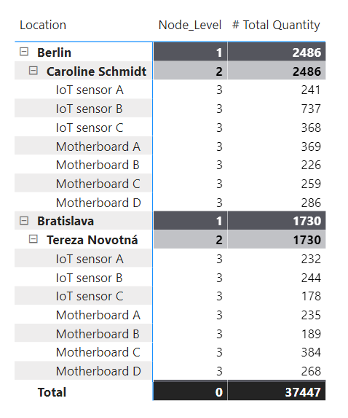 Location Node_Level # Total Quantity
Berlin 1 2486
Caroline Schmidt 2 2486
IoT sensor A 3 241
IoT sensor B 3 737
IoT sensor C 3 368
Motherboard A 3 369
Motherboard B 3 226
Motherboard C 3 259
Motherboard D 3 286
Bratislava 1 1730
Tereza Novotná 2 1730
IoT sensor A 3 232
IoT sensor B 3 244
IoT sensor C 3 178
Motherboard A 3 235
Motherboard B 3 189
Motherboard C 3 384
Motherboard D 3 268
Total 0 37447